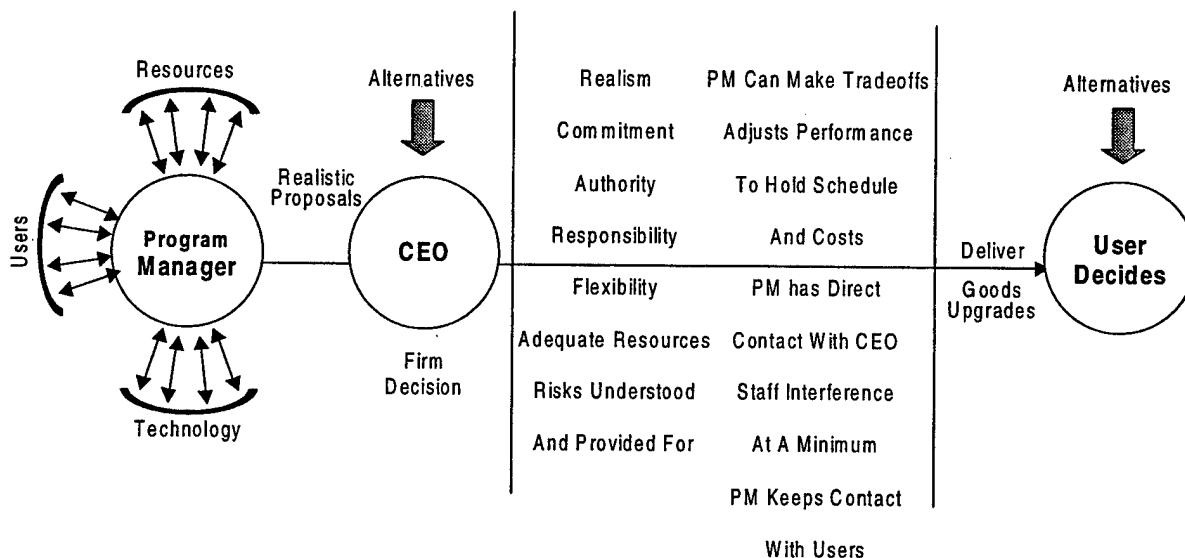 Resources
Users
Program
Manager
Technology
Realistic
Proposals
Alternatives
CEO
Firm
Decision
Realism
Commitment
Authority
Responsibility
Flexibility
Adequate Resources
Risks Understood
And Provided For
PM Can Make Tradeoffs
Adjusts Performance
To Hold Schedule
And Costs
PM has Direct
Contact With CEO
Staff Interference
At A Minimum
PM Keeps Contact
With Users
Deliver
Goods
Upgrades
Alternatives
User
Decides